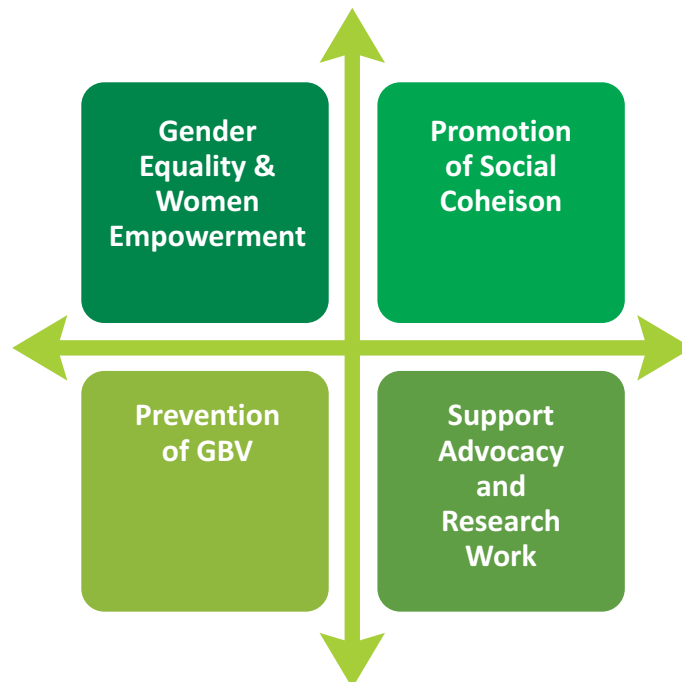 Gender
Equality &
Women
Empowerment
Promotion
of Social
Coheison
Prevention
of GBV
Support
Advocacy
and
Research
Work